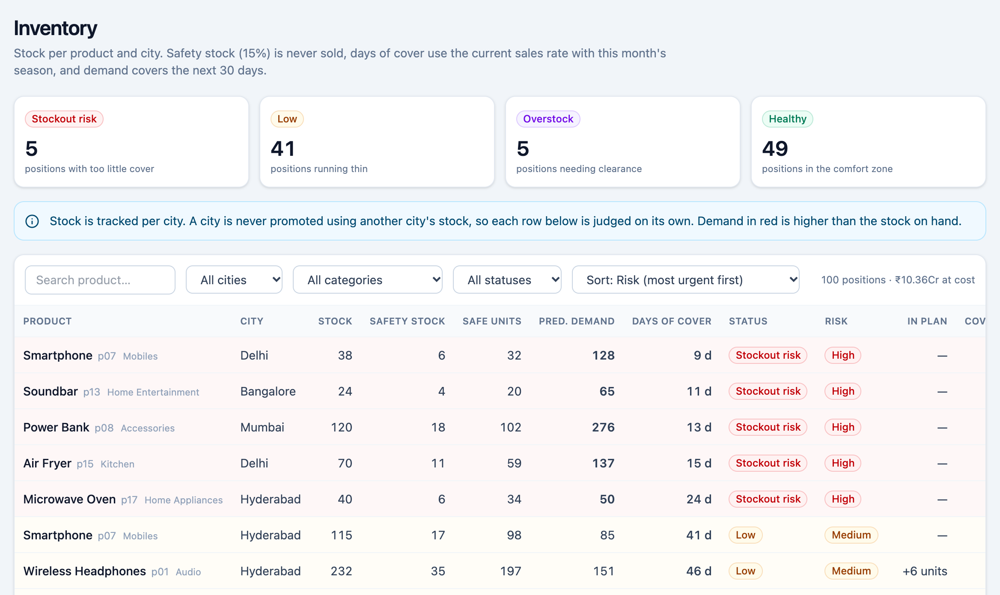 Inventory
Stock per product and city. Safety stock (15%) is never sold, days of cover use the current sales rate with this month's
season, and demand covers the next 30 days.
Stockout risk
5
positions with too little cover
Low
41
positions running thin
Overstock
5
positions needing clearance
Healthy
49
positions in the comfort zone
Stock is tracked per city. A city is never promoted using another city's stock, so each row below is judged on its own. Demand in red is higher than the stock on hand.
Search product... All cities All categories All statuses Sort: Risk (most urgent first) 100 positions · ₹10.36Cr at cost
PRODUCT CITY STOCK SAFETY STOCK SAFE UNITS PRED. DEMAND DAYS OF COVER STATUS RISK IN PLAN COV
Smartphone p07 Mobiles Delhi 38 6 32 128 9 d Stockout risk High —
Soundbar p13 Home Entertainment Bangalore 24 4 20 65 11 d Stockout risk High —
Power Bank p08 Accessories Mumbai 120 18 102 276 13 d Stockout risk High —
Air Fryer p15 Kitchen Delhi 70 11 59 137 15 d Stockout risk High —
Microwave Oven p17 Home Appliances Hyderabad 40 6 34 50 24 d Stockout risk High —
Smartphone p07 Mobiles Hyderabad 115 17 98 85 41 d Low Medium —
Wireless Headphones p01 Audio Hyderabad 232 35 197 151 46 d Low Medium +6 units